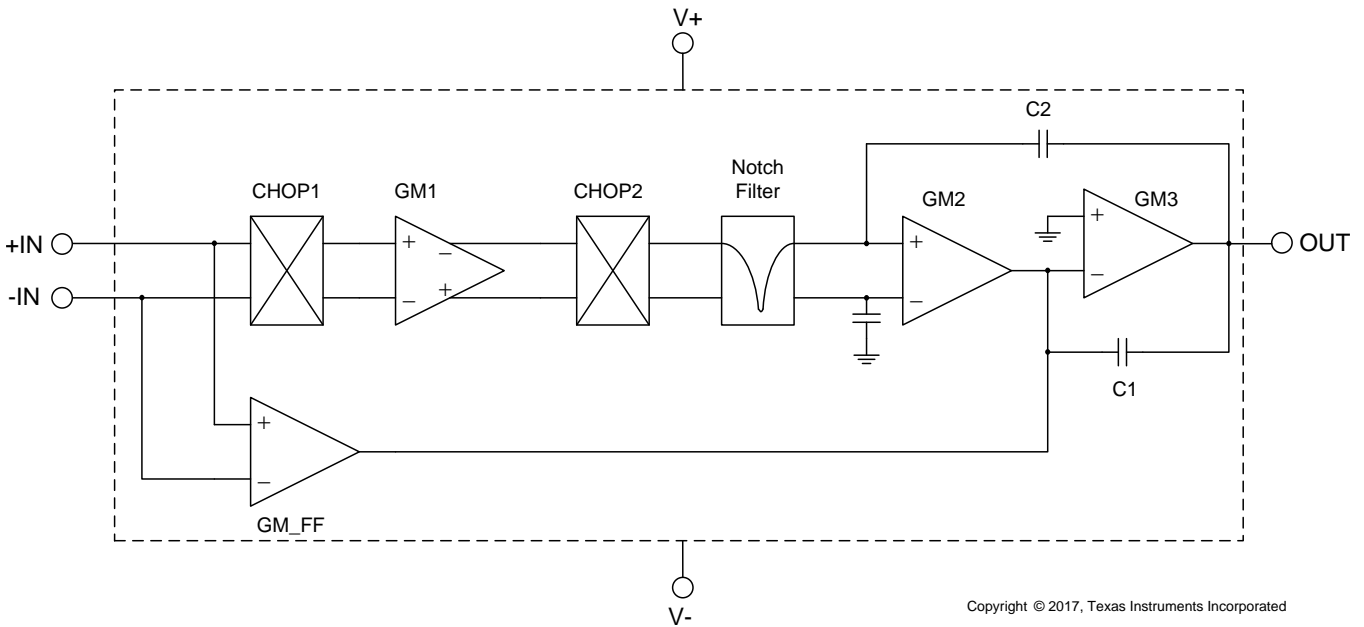 V+
C2
Notch
Filter
CHOP1
GM1
CHOP2
GM2
GM3
+IN
-IN
+
−
−
+
+
−
+
−
OUT
C1
+
−
GM_FF
V-
Copyright © 2017, Texas Instruments Incorporated